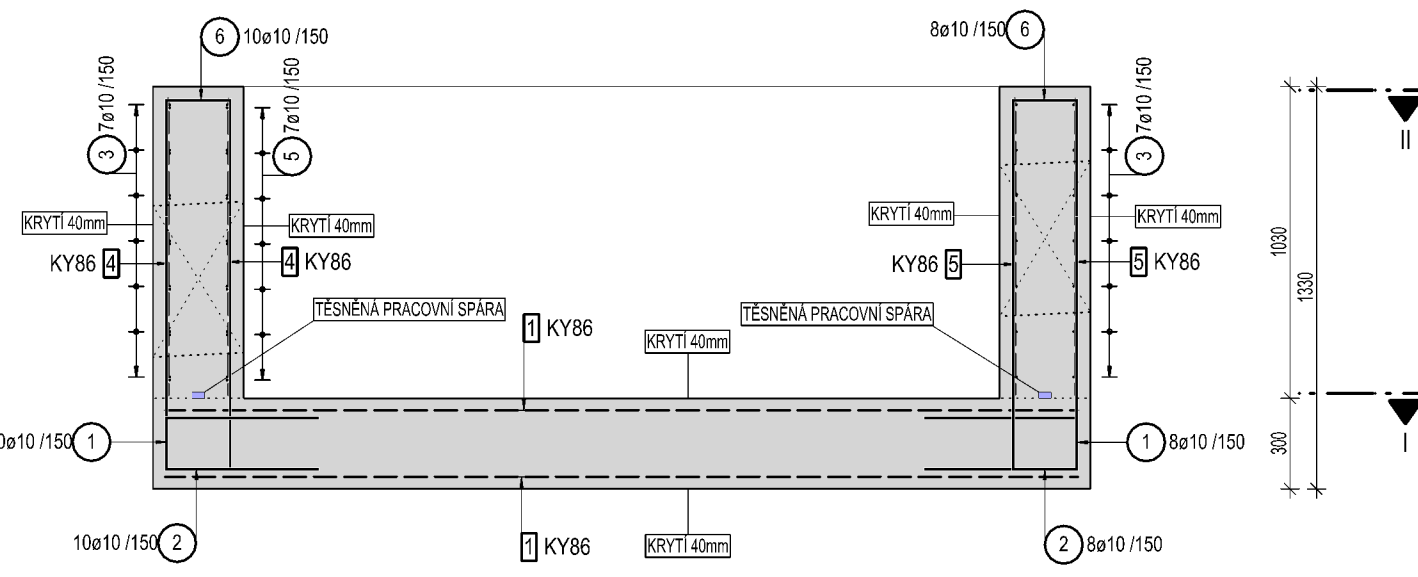 6 10ø10 /150
8ø10 /150 6
7ø10 /150
7ø10 /150
7ø10 /150
3
5
3
II
KRYTÍ 40mm
KRYTÍ 40mm
KRYTÍ 40mm
KRYTÍ 40mm
KY86 4
4 KY86
KY86 5
5 KY86
1030
1330
TĚSNĚNÁ PRACOVNÍ SPÁRA
TĚSNĚNÁ PRACOVNÍ SPÁRA
1 KY86
KRYTÍ 40mm
0ø10 /150 1
1 8ø10 /150
300
I
10ø10 /150 2
1 KY86
KRYTÍ 40mm
2 8ø10 /150